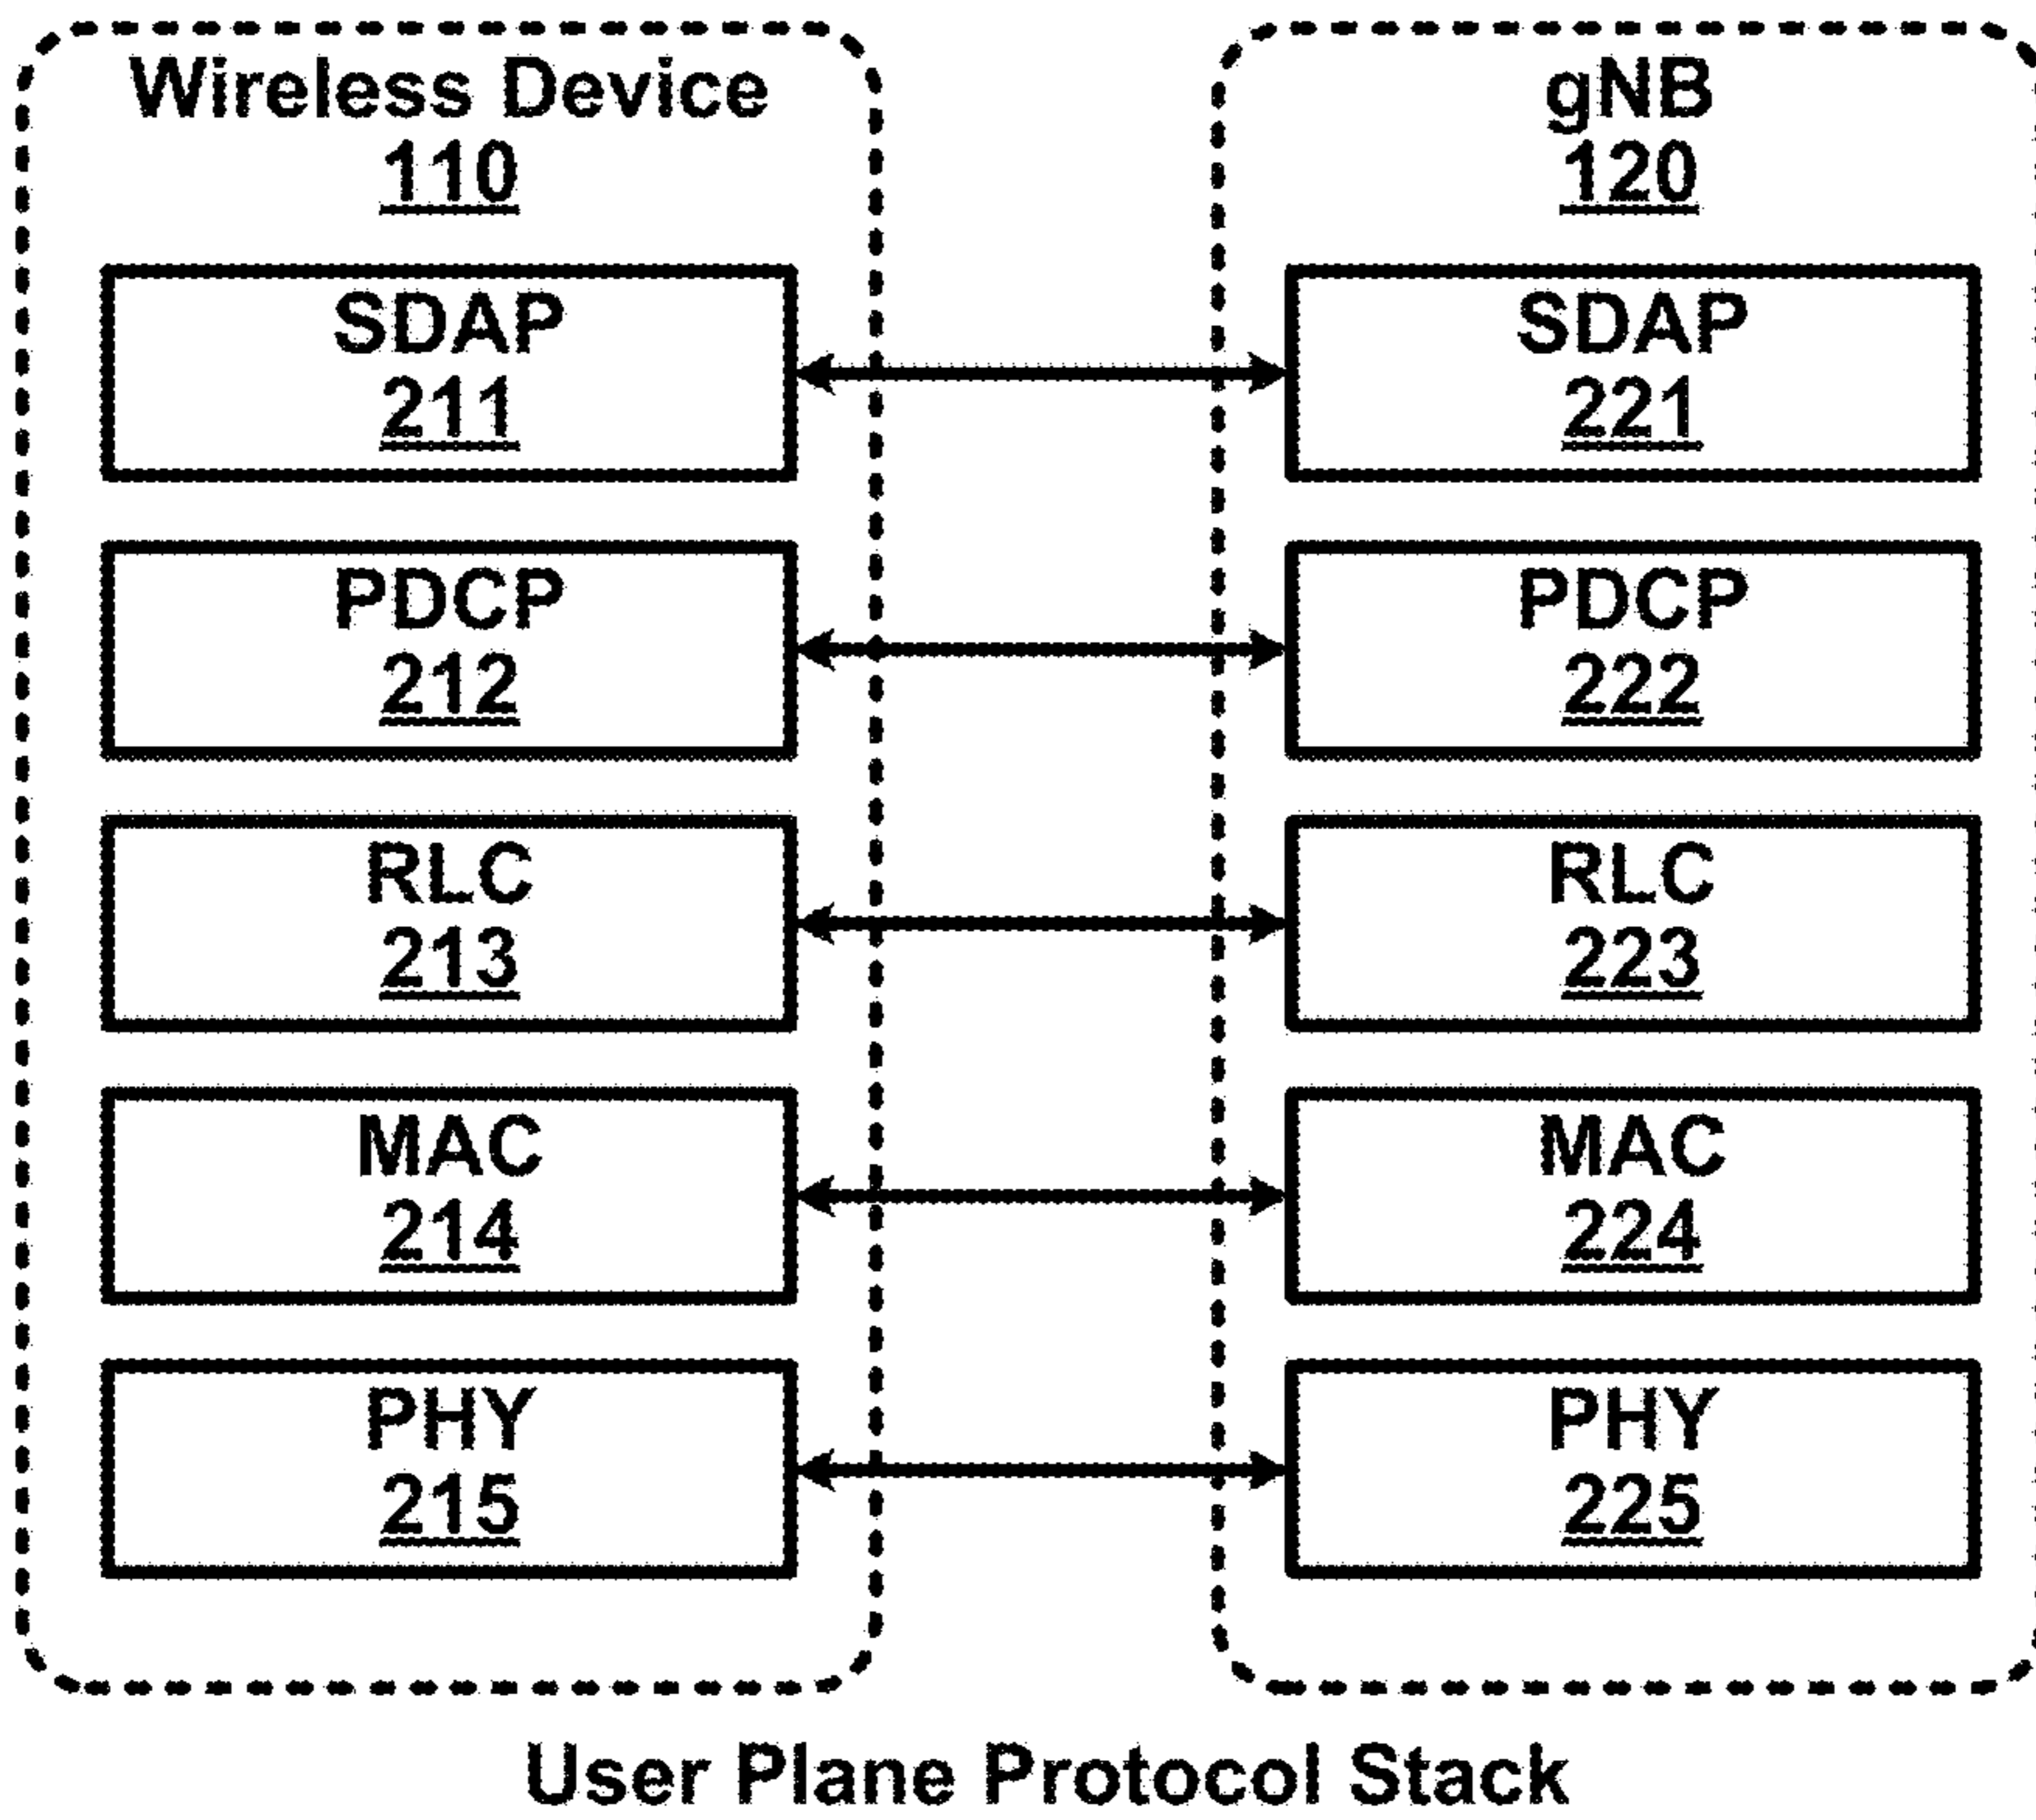 Wireless Device
110
SDAP
211
PDCP
212
RLC
213
MAC
214
PHY
215
gNB
120
SDAP
221
PDCP
222
RLC
223
MAC
224
PHY
225
User Plane Protocol Stack